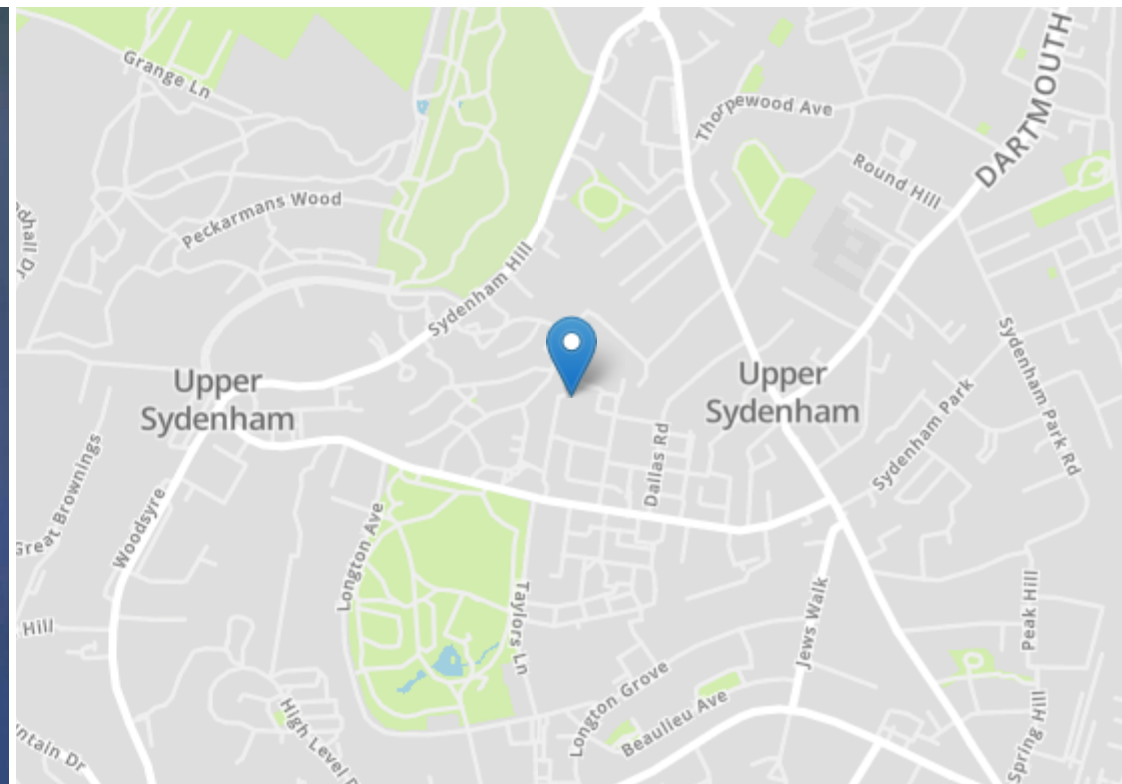 Grange Ln
Thorpewood Ave
DARTMOUTH
Round Hill
Peckarmans Wood
Sydenham Hill
Sydenham Park Rd
Upper
Sydenham
Upper
Sydenham
Sydenham Park
Dallas Rd
Great Brownings
Woodsyre
Longton Ave
Taylors Ln
Jews Walk
Peak Hill
Hill
Longton Grove
Beaulieu Ave
High Level
Spring Hill